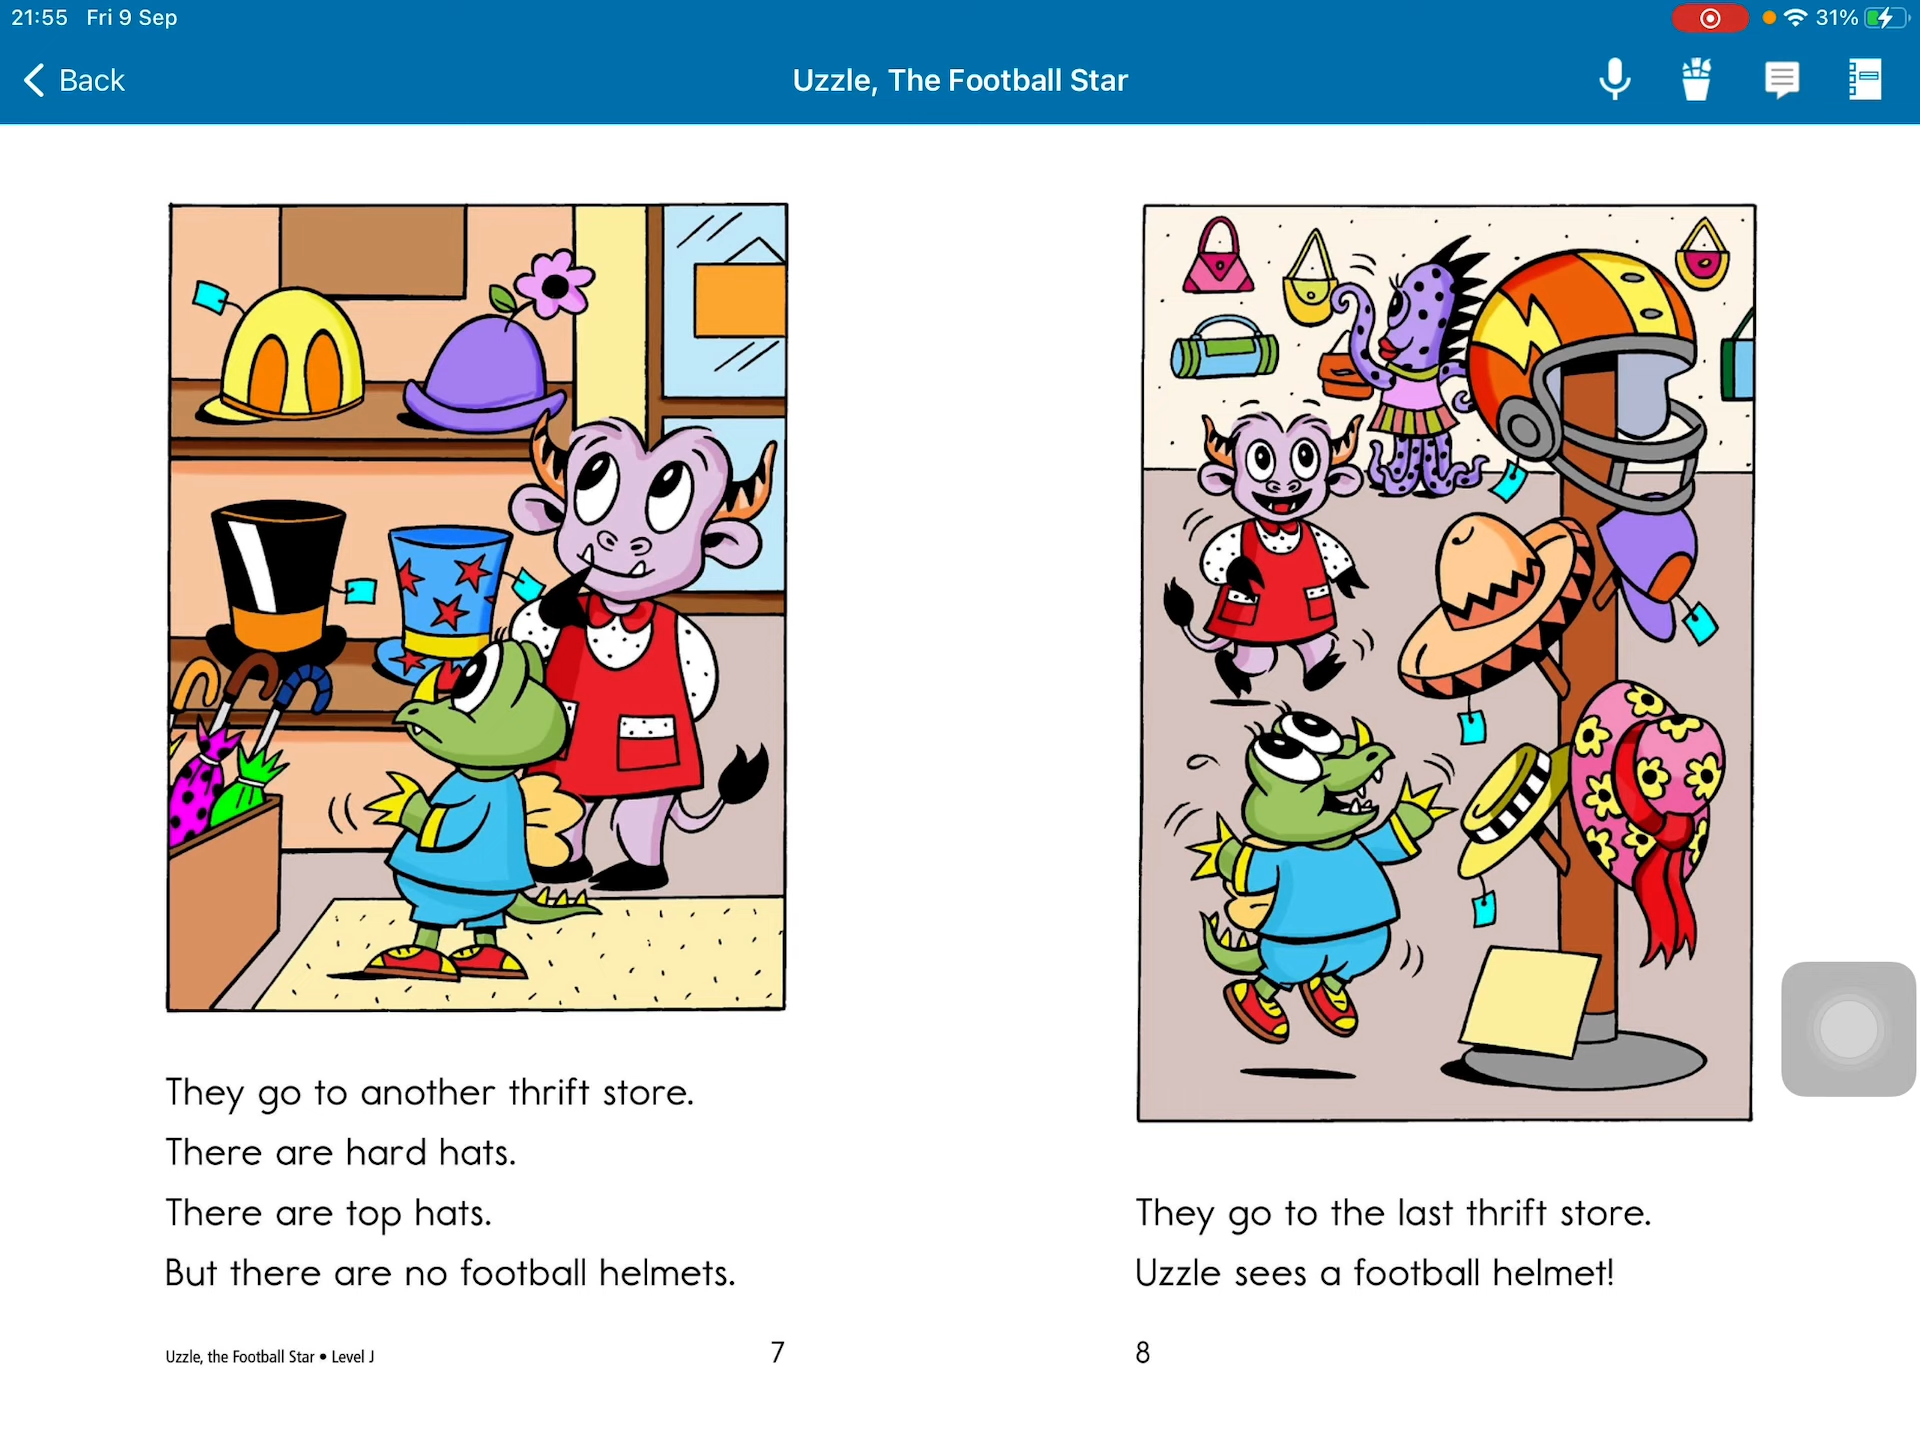 21:55 Fri 9 Sep
31%
Back
Uzzle, The Football Star
They go to another thrift store.
There are hard hats.
There are top hats.
But there are no football helmets.
Uzzle, the Football Star • Level J
7
They go to the last thrift store.
Uzzle sees a football helmet!
8